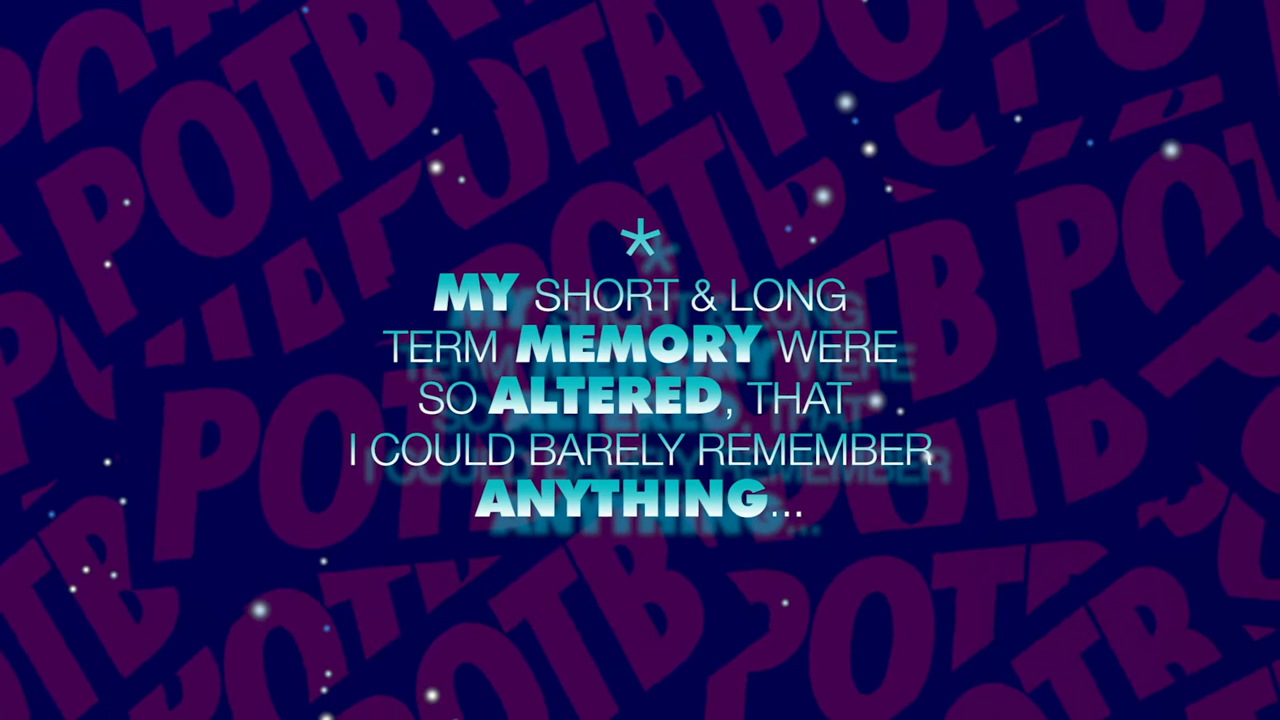 *
MY SHORT & LONG
TERM MEMORY WERE
SO ALTERED, THAT
I COULD BARELY REMEMBER
ANYTHING...